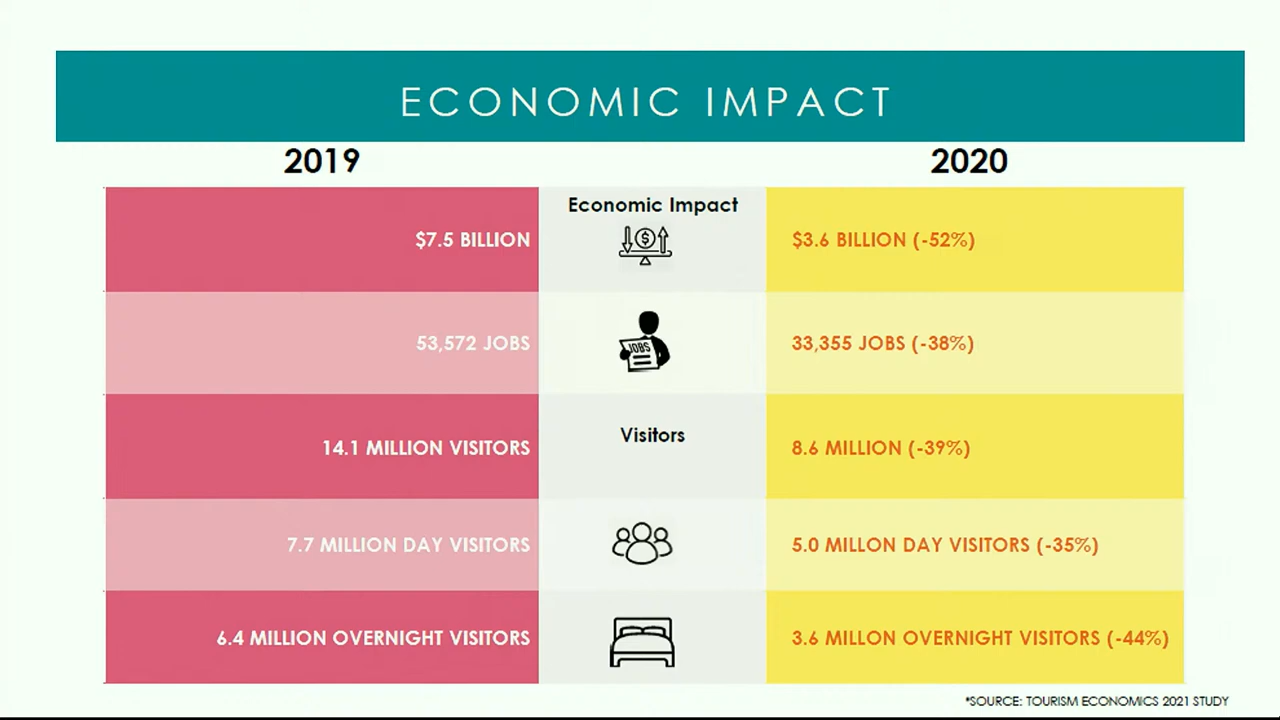 ECONOMIC IMPACT
2019
2020
$7.5 BILLION
Economic Impact
$3.6 BILLION (-52%)
53,572 JOBS
JOBS
33,355 JOBS (-38%)
14.1 MILLION VISITORS
Visitors
8.6 MILLION (-39%)
7.7 MILLION DAY VISITORS
5.0 MILLON DAY VISITORS (-35%)
6.4 MILLION OVERNIGHT VISITORS
3.6 MILLON OVERNIGHT VISITORS (-44%)
*SOURCE: TOURISM ECONOMICS 2021 STUDY